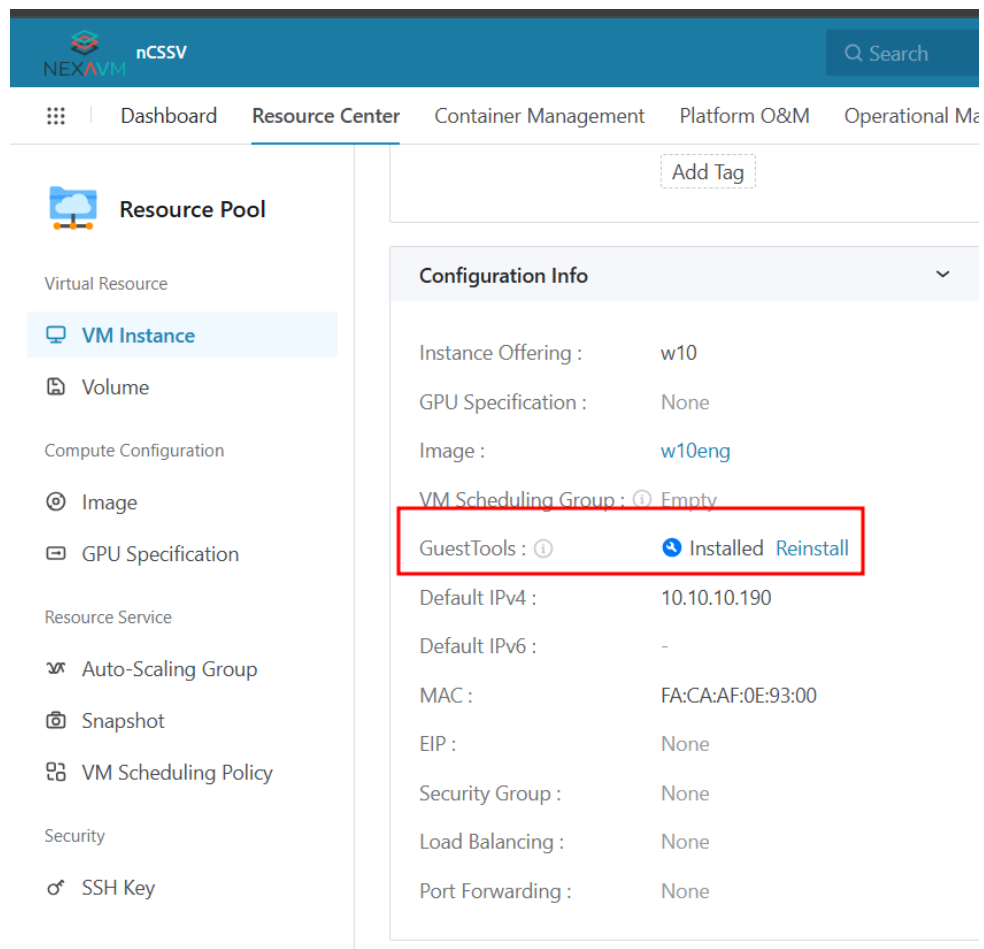 nCSSV
NEXAVM
Search
Dashboard Resource Center Container Management Platform O&M Operational Ma
Add Tag
Resource Pool
Configuration Info
Virtual Resource
VM Instance
Instance Offering : w10
Volume
GPU Specification : None
Compute Configuration
Image : w10eng
Image
VM Scheduling Group : Empty
GPU Specification
GuestTools : Installed Reinstall
Default IPv4 : 10.10.10.190
Resource Service
Default IPv6 : -
Auto-Scaling Group
MAC : FA:CA:AF:0E:93:00
Snapshot
EIP : None
VM Scheduling Policy
Security Group : None
Security
Load Balancing : None
SSH Key
Port Forwarding : None